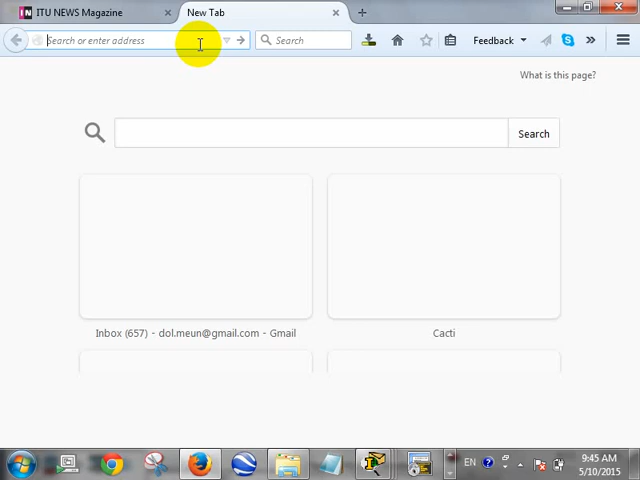 ITU NEWS Magazine
New Tab
Search or enter address
Search
Feedback
What is this page?
Search
Inbox (657) - dol.meun@gmail.com - Gmail
Cacti
EN
9:45 AM
5/10/2015